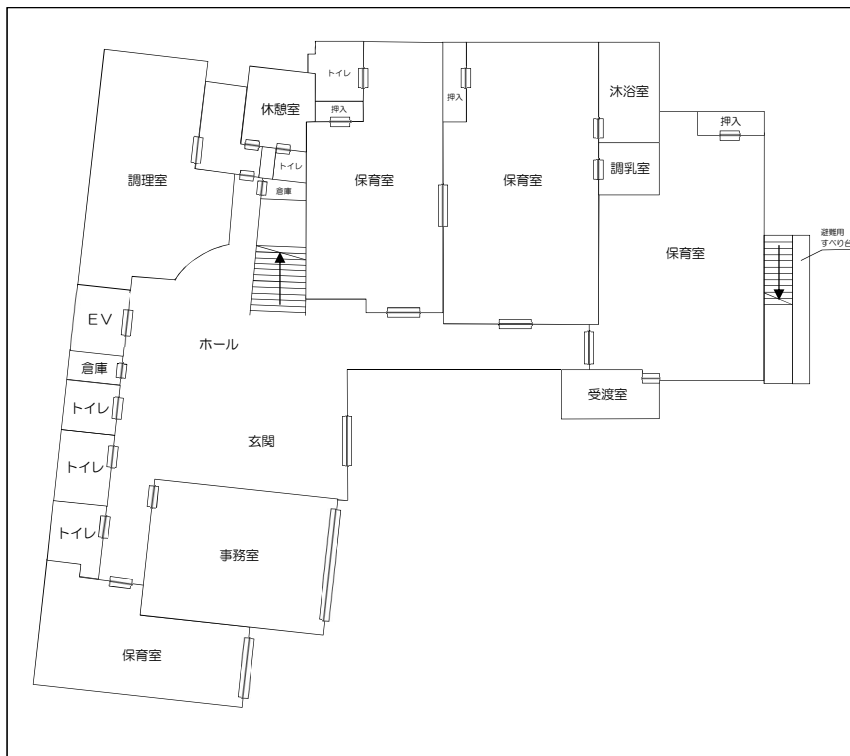 トイレ
押入
休憩室
トイレ
倉庫
調理室
保育室
押入
保育室
沐浴室
調乳室
押入
保育室
避難用
すべり台
EV
倉庫
トイレ
トイレ
トイレ
ホール
玄関
受渡室
事務室
保育室